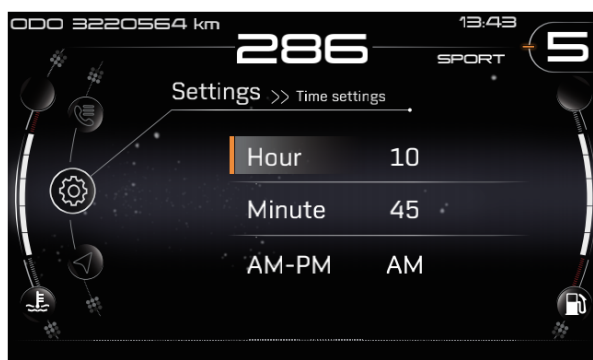 ODO 3220564 km
286
13:43
SPORT
5
Settings >> Time settings
Hour 10
Minute 45
AM-PM AM